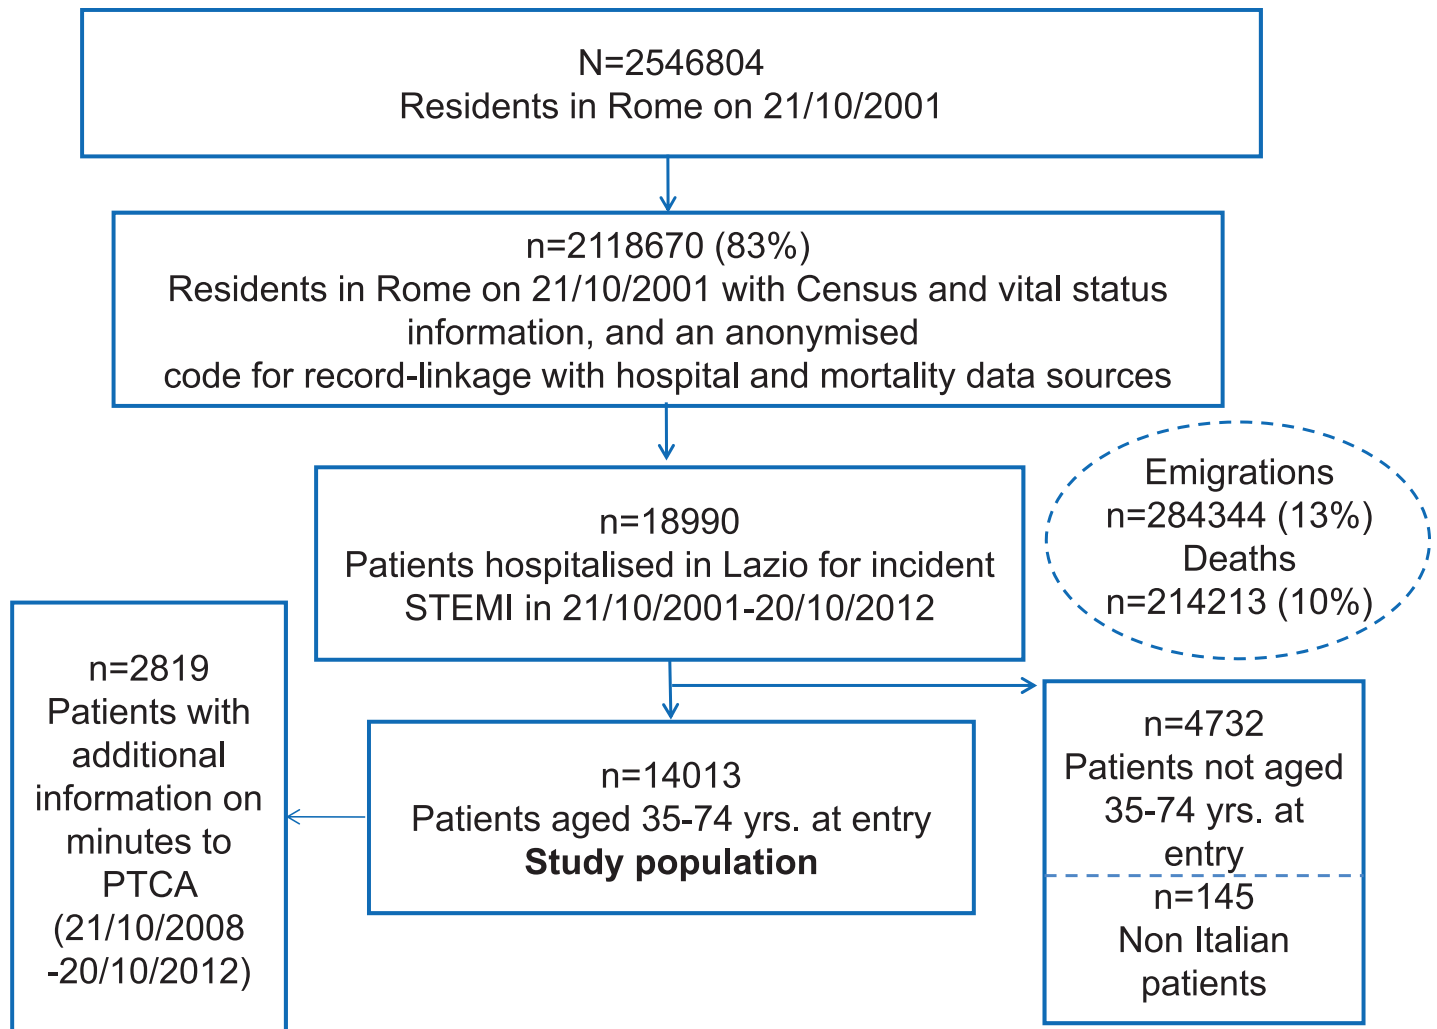 N=2546804
Residents in Rome on 21/10/2001
n=2118670 (83%)
Residents in Rome on 21/10/2001 with Census and vital status
information, and an anonymised
code for record-linkage with hospital and mortality data sources
n=18990
Patients hospitalised in Lazio for incident
STEMI in 21/10/2001-20/10/2012
Emigrations
n=284344 (13%)
Deaths
n=214213 (10%)
n=2819
Patients with
additional
information on
minutes to
PTCA
(21/10/2008
-20/10/2012)
n=14013
Patients aged 35-74 yrs. at entry
Study population
n=4732
Patients not aged
35-74 yrs. at
entry
n=145
Non Italian
patients